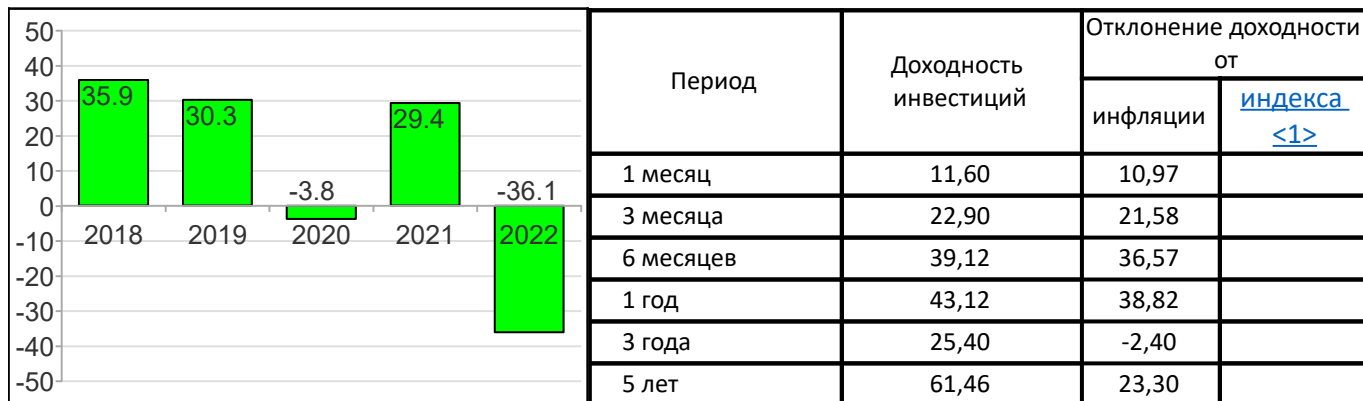 50
40
30
20
10
0
-10
-20
-30
-40
-50
35.9
30.3
-3.8
29.4
-36.1
2018
2019
2020
2021
2022
Период
Доходность
инвестиций
Отклонение доходности
от
инфляции
индекса
<1>
1 месяц 11,60 10,97
3 месяца 22,90 21,58
6 месяцев 39,12 36,57
1 год 43,12 38,82
3 года 25,40 -2,40
5 лет 61,46 23,30